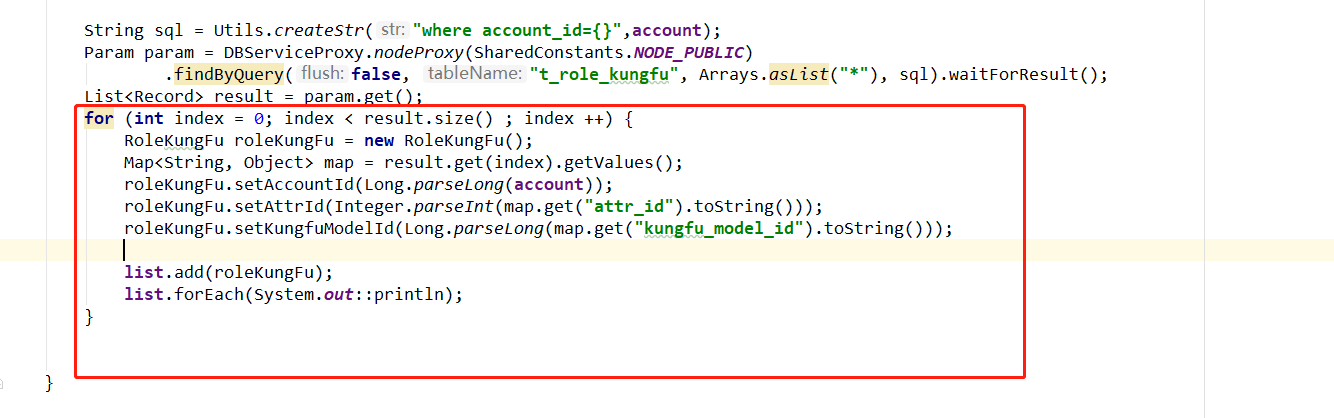 String sql = Utils.createStr( str: "where account_id={}",account);
Param param = DBServiceProxy.nodeProxy(SharedConstants.NODE_PUBLIC)
.findByQuery( flush: false, tableName: "t_role_kungfu", Arrays.asList("*"), sql).waitForResult();
List<Record> result = param.get();
for (int index = 0; index < result.size() ; index ++) {
RoleKungFu roleKungFu = new RoleKungFu();
Map<String, Object> map = result.get(index).getValues();
roleKungFu.setAccountId(Long.parseLong(account));
roleKungFu.setAttrId(Integer.parseInt(map.get("attr_id").toString()));
roleKungFu.setKungfuModelId(Long.parseLong(map.get("kungfu_model_id").toString()));
list.add(roleKungFu);
list.forEach(System.out::println);
}
}